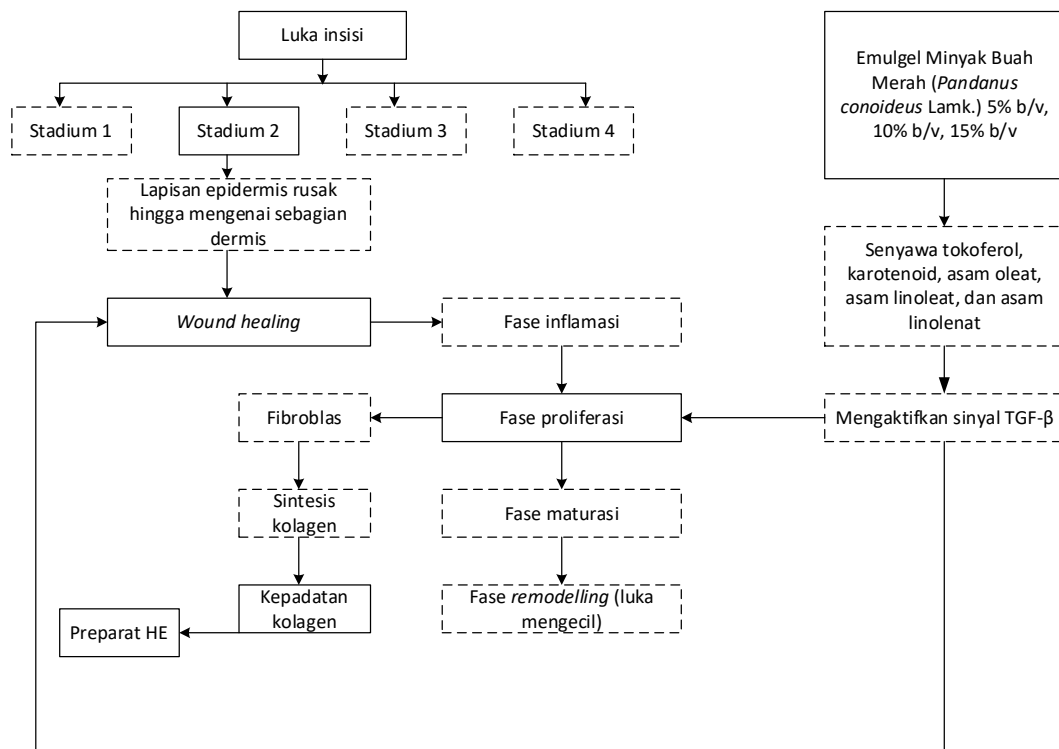 Luka insisi
Emulgel Minyak Buah
Merah (Pandanus
conoideus Lamk.) 5% b/v,
10% b/v, 15% b/v
Stadium 1
Stadium 2
Stadium 3
Stadium 4
Lapisan epidermis rusak
hingga mengenai sebagian
dermis
Senyawa tokoferol,
karotenoid, asam oleat,
asam linoleat, dan asam
linolenat
Wound healing
Fase inflamasi
Fibroblas
Fase proliferasi
Mengaktifkan sinyal TGF-β
Sintesis
kolagen
Fase maturasi
Kepadatan
kolagen
Fase remodelling (luka
mengecil)
Preparat HE